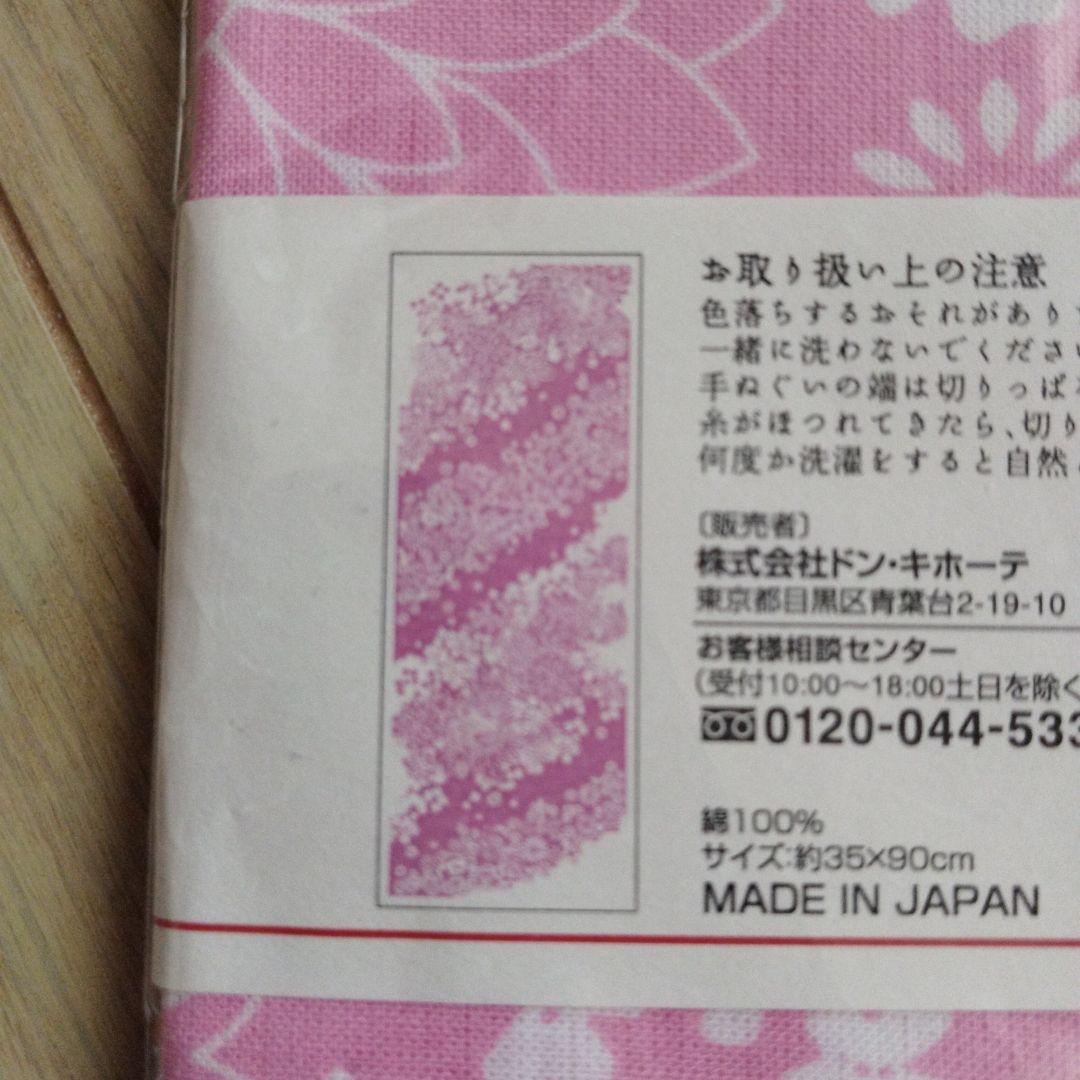 お取り扱い上の注意
色落ちするおそれがあり
一緒に洗わないでくださ
手ぬぐいの端は切りっぱ
糸がほつれてきたら、切り
何度か洗濯をすると自然
〔販売者〕
株式会社ドン・キホーテ
東京都目黒区青葉台2-19-10
お客様相談センター
(受付10:00〜18:00土日を除く
0120-044-533
綿100%
サイズ:約35×90cm
MADE IN JAPAN